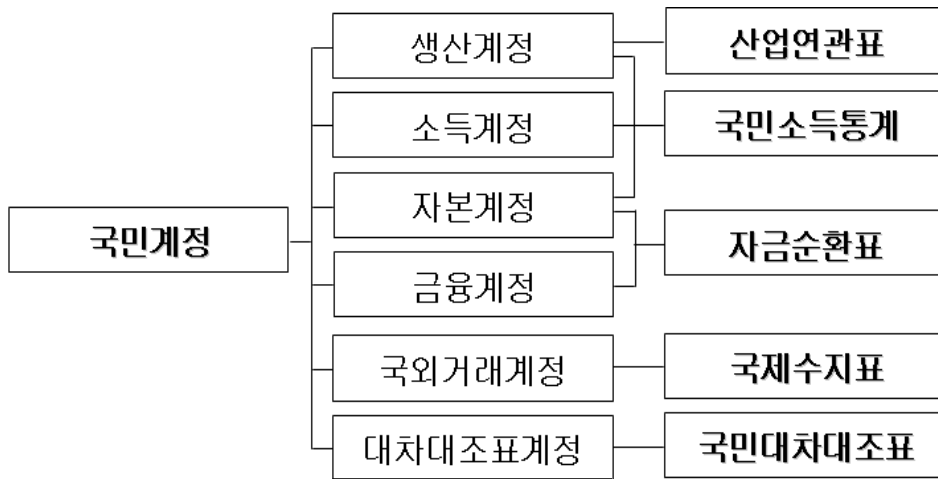 생산계정
산업연관표
소득계정
국민소득통계
자본계정
국민계정
자금순환표
금융계정
국외거래계정
국제수지표
대차대조표계정
국민대차대조표